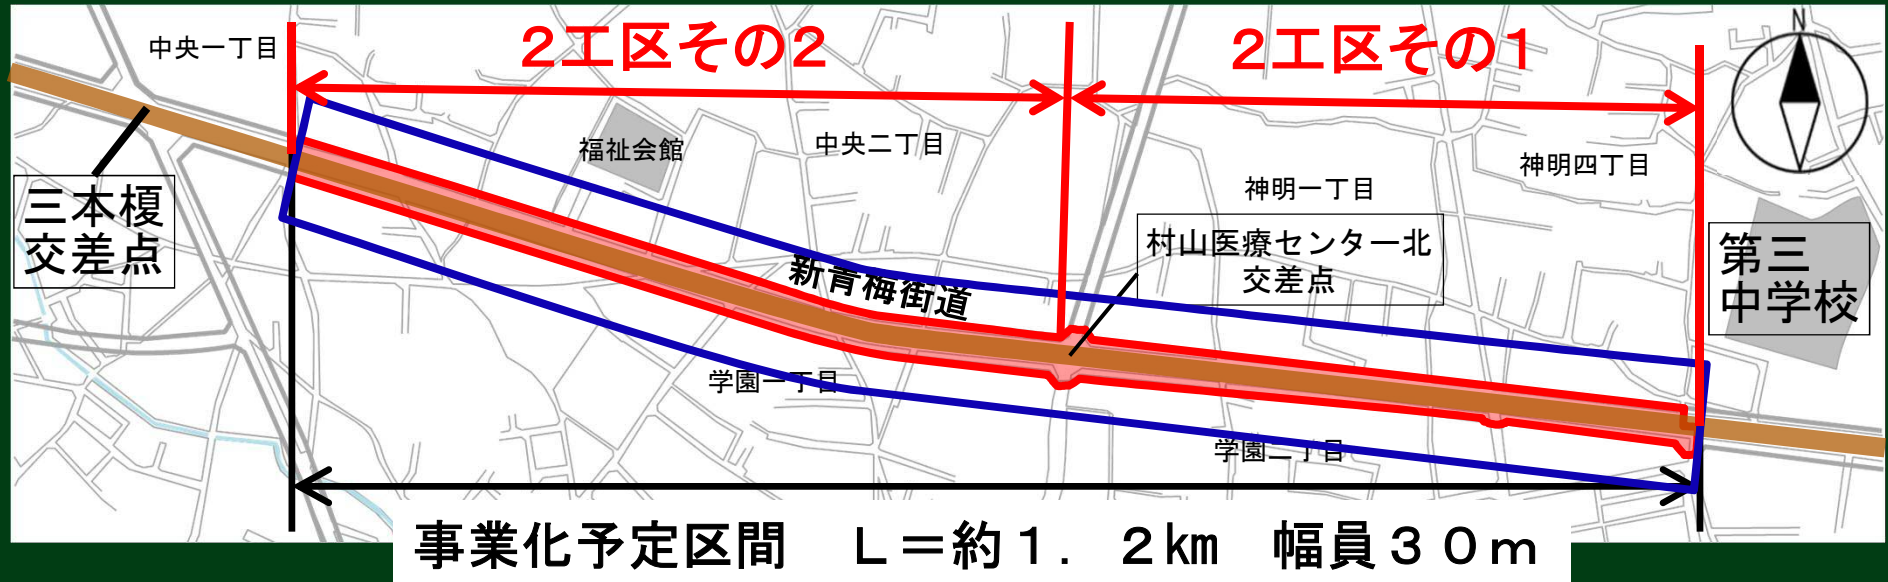 中央一丁目
2工区その2
2工区その1
N
福祉会館
中央二丁目
神明四丁目
神明一丁目
三本榎
交差点
村山医療センター北
交差点
第三
中学校
新青梅街道
学園一丁目
学園二丁目
事業化予定区間　L＝約１．２km　幅員３０ｍ